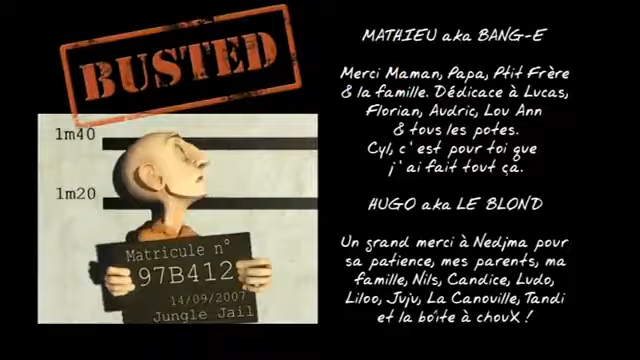 BUSTED
1m40
1m20
Matricule n°
97B412
14/09/2007
Jungle Jail
MATHIEU aka BANG-E
Merci Maman, Papa, Ptit Frère
& la famille. Dédicace à Lucas,
Florian, Audric, Lou Ann
& tous les potes.
Cyl, c'est pour toi que
j'ai fait tout ça.
HUGO aka LE BLOND
Un grand merci à Nedjma pour
sa patience, mes parents, ma
famille, Nils, Candice, Ludo,
Liloo, Juju, La Canouville, Tandi
et la boîte à chouX !